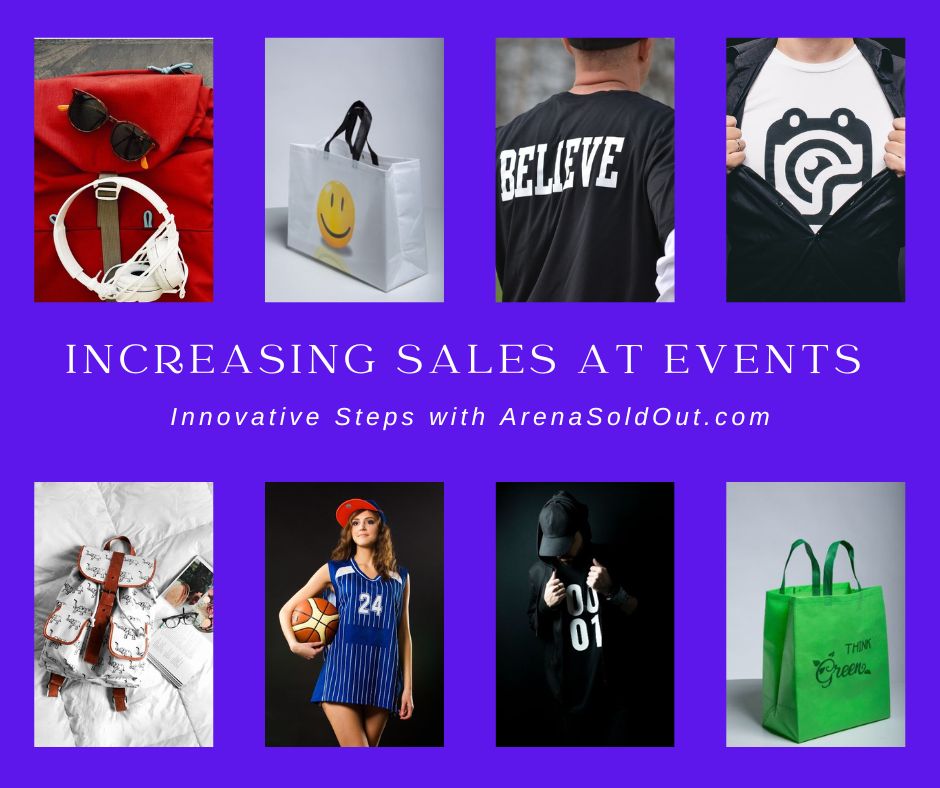 BELIEVE
INCREASING SALES AT EVENTS
Innovative Steps with ArenaSoldOut.com
24
00
01
THINK
Green